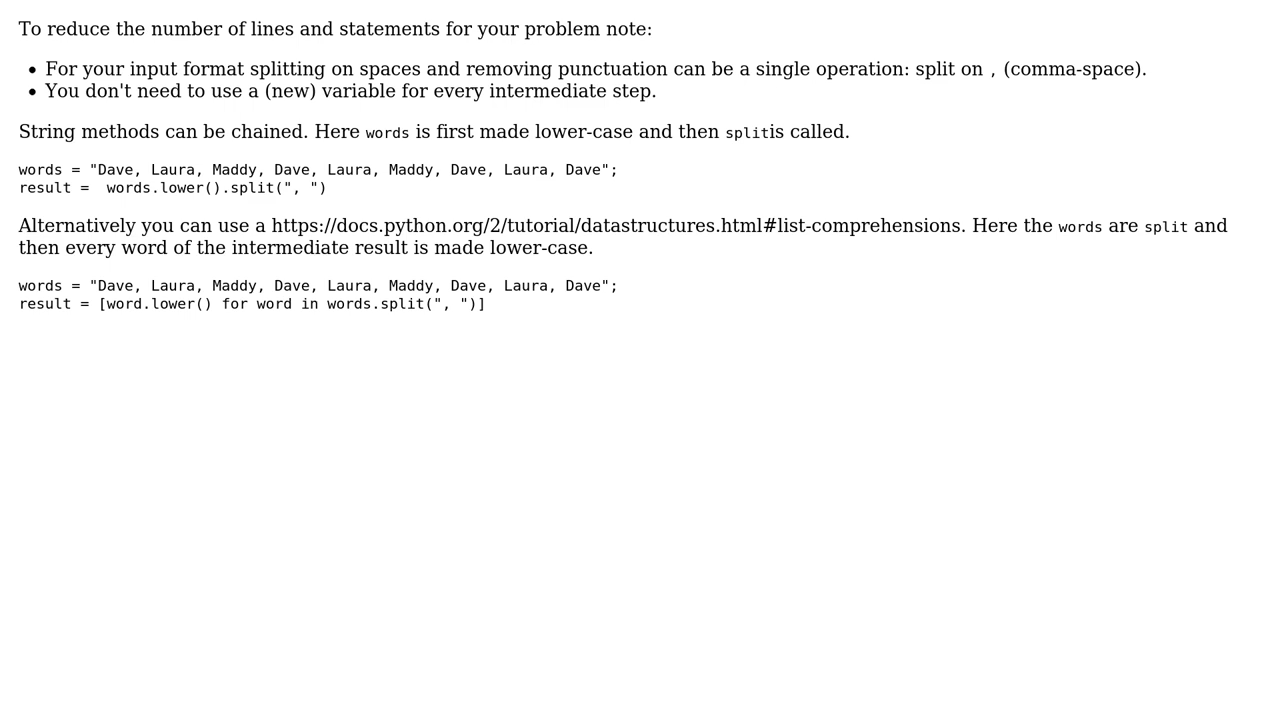 To reduce the number of lines and statements for your problem note:
• For your input format splitting on spaces and removing punctuation can be a single operation: split on , (comma-space).
• You don't need to use a (new) variable for every intermediate step.
String methods can be chained. Here words is first made lower-case and then splitis called.
words = "Dave, Laura, Maddy, Dave, Laura, Maddy, Dave, Laura, Dave";
result =  words.lower().split(", ")
Alternatively you can use a https://docs.python.org/2/tutorial/datastructures.html#list-comprehensions. Here the words are split and
then every word of the intermediate result is made lower-case.
words = "Dave, Laura, Maddy, Dave, Laura, Maddy, Dave, Laura, Dave";
result = [word.lower() for word in words.split(", ")]